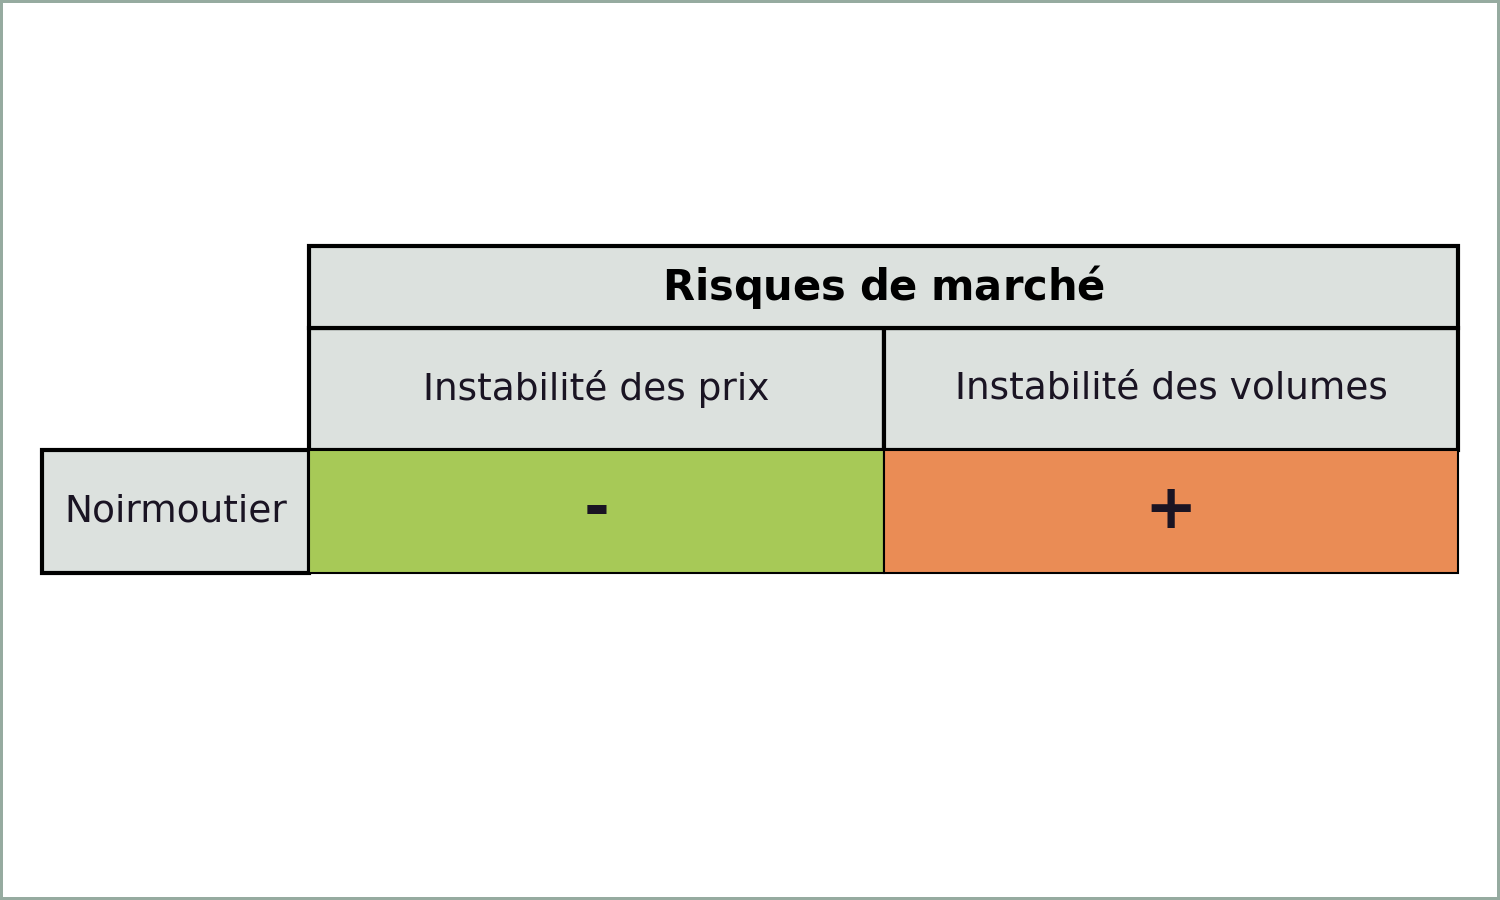 Risques de marché
Instabilité des prix
Instabilité des volumes
Noirmoutier
-
+